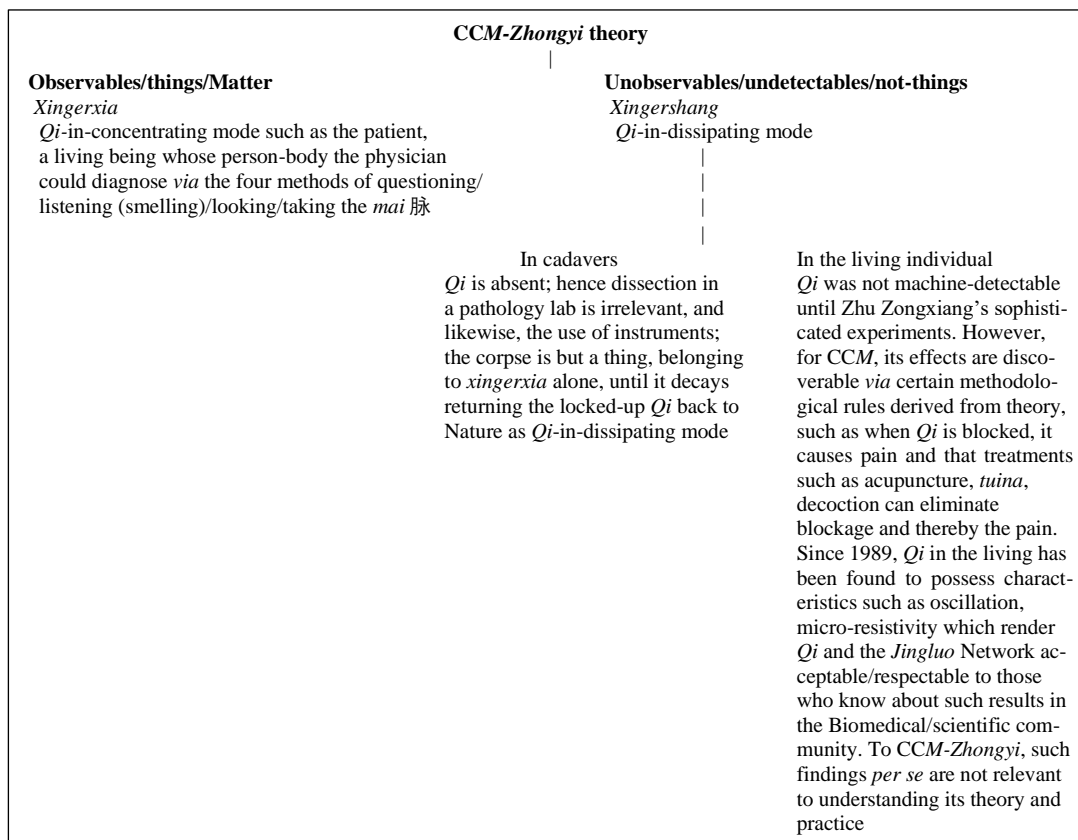 CCM-Zhongyi theory
|
Observables/things/Matter
Xingerxia
Qi-in-concentrating mode such as the patient,
a living being whose person-body the physician
could diagnose via the four methods of questioning/
listening (smelling)/looking/taking the mai 脉
Unobservables/undetectables/not-things
Xingershang
Qi-in-dissipating mode
|
|
|
|
In cadavers
Qi is absent; hence dissection in
a pathology lab is irrelevant, and
likewise, the use of instruments;
the corpse is but a thing, belonging
to xingerxia alone, until it decays
returning the locked-up Qi back to
Nature as Qi-in-dissipating mode
In the living individual
Qi was not machine-detectable
until Zhu Zongxiang's sophisti-
cated experiments. However,
for CCM, its effects are disco-
verable via certain methodolo-
gical rules derived from theory,
such as when Qi is blocked, it
causes pain and that treatments
such as acupuncture, tuina,
decoction can eliminate
blockage and thereby the pain.
Since 1989, Qi in the living has
been found to possess charact-
eristics such as oscillation,
micro-resistivity which render
Qi and the Jingluo Network ac-
ceptable/respectable to those
who know about such results in
the Biomedical/scientific com-
munity. To CCM-Zhongyi, such
findings per se are not relevant
to understanding its theory and
practice